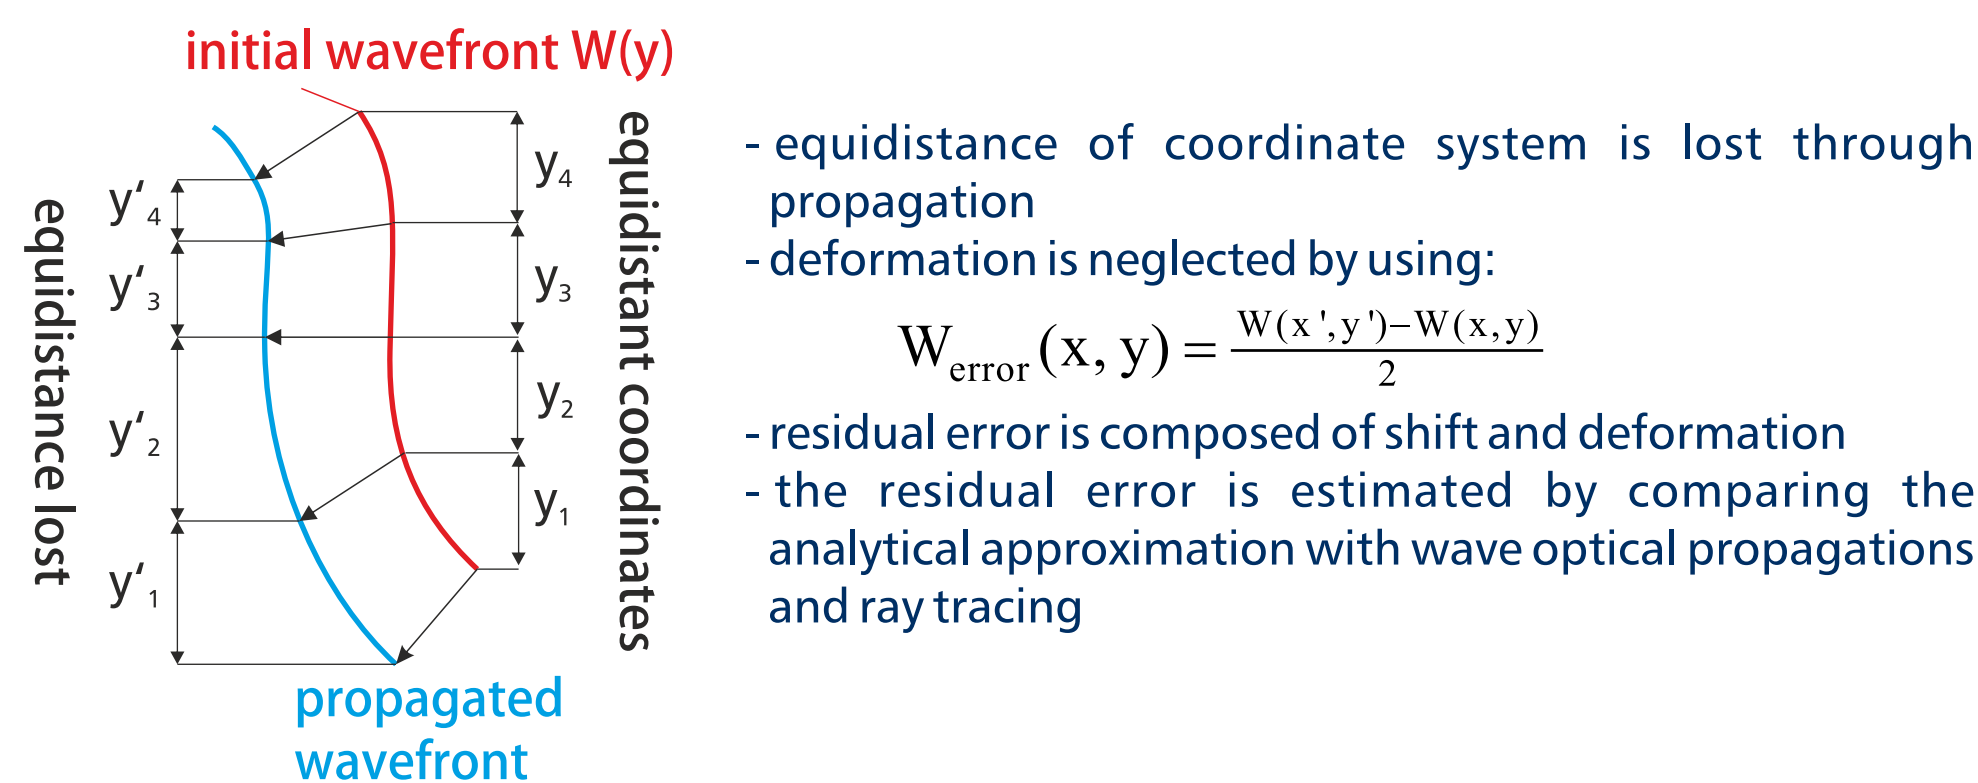 initial wavefront W(y)
equidistance lost
y'4
y'3
y'2
y'1
y4
y3
y2
y1
equidistant coordinates
propagated
wavefront
- equidistance of coordinate system is lost through
propagation
- deformation is neglected by using:
W_error(x, y) = (W(x',y')−W(x,y))/2
- residual error is composed of shift and deformation
- the residual error is estimated by comparing the
analytical approximation with wave optical propagations
and ray tracing